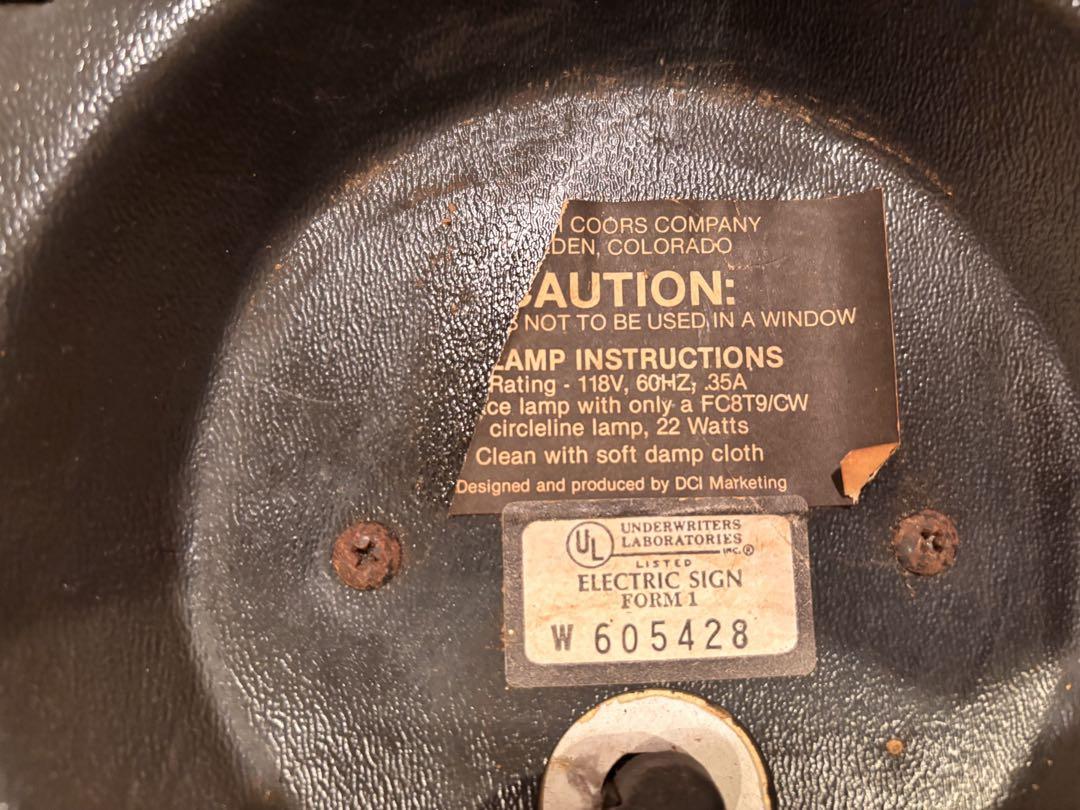 COORS COMPANY
DEN, COLORADO
CAUTION:
S NOT TO BE USED IN A WINDOW
LAMP INSTRUCTIONS
Rating - 118V, 60HZ, .35A
ce lamp with only a FC8T9/CW
circleline lamp, 22 Watts
Clean with soft damp cloth
Designed and produced by DCI Marketing
UL
UNDERWRITERS
LABORATORIES
INC.®
LISTED
ELECTRIC SIGN
FORM 1
W 605428